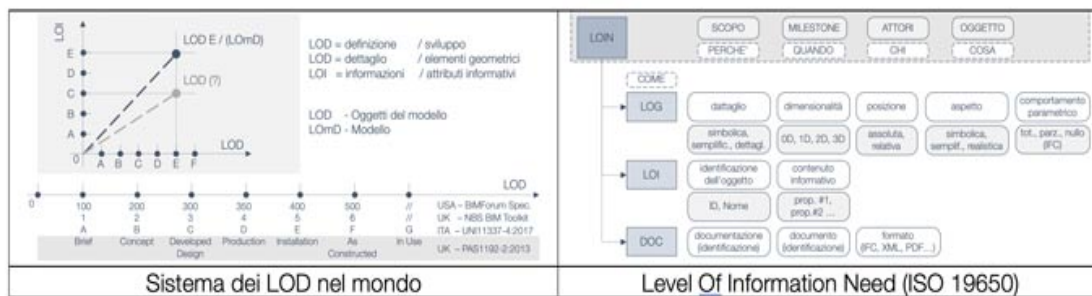 LOI
LOD E / (LOmD)
E
D
LOD (?)
C
B
A
0
A B C D E F
LOD
LOD = definizione / sviluppo
LOD = dettaglio / elementi geometrici
LOI = informazioni / attributi informativi
LOD - Oggetti del modello
LOmD - Modello
LOD
0
100 200 300 350 400 500 // USA – BIMForum Spec.
1 2 3 4 5 6 // UK – NBS BIM Toolkit
A B C D E F G ITA – UNI11337-4:2017
Brief Concept Developed Design Production Installation As Constructed In Use UK – PAS1192-2:2013
Sistema dei LOD nel mondo
LOIN
SCOPO MILESTONE ATTORI OGGETTO
PERCHE' QUANDO CHI COSA
COME
LOG
dattaglio dimensionalità posizione aspetto comportamento parametrico
simbolica, semplific., dettagl. 0D, 1D, 2D, 3D assoluta, relativa simbolica, semplif., realistica tot., parz., nullo (IFC)
LOI
identificazione dell'oggetto contenuto informativo
ID, Nome prop. #1, prop.#2 ...
DOC
documentazione (identificazione) documento (identificazione) formato (IFC, XML, PDF...)
Level Of Information Need (ISO 19650)